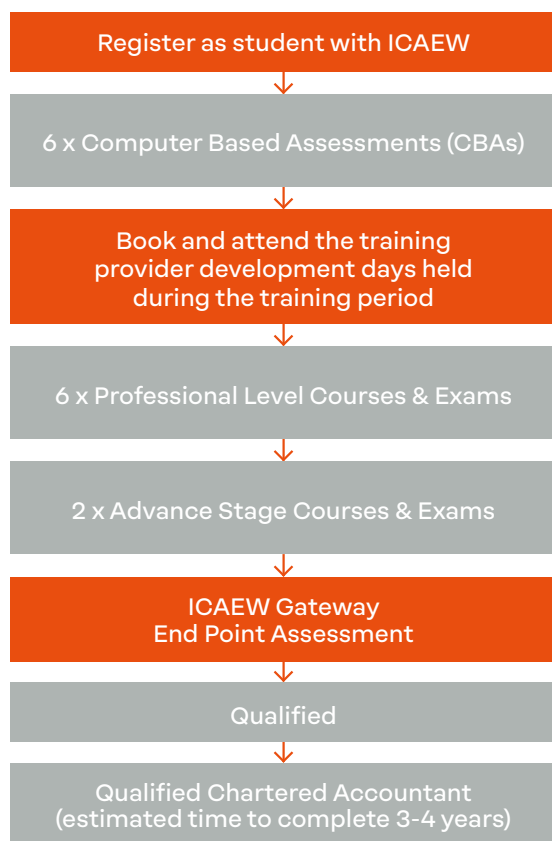 Register as student with ICAEW
6 x Computer Based Assessments (CBAs)
Book and attend the training
provider development days held
during the training period
6 x Professional Level Courses & Exams
2 x Advance Stage Courses & Exams
ICAEW Gateway
End Point Assessment
Qualified
Qualified Chartered Accountant
(estimated time to complete 3-4 years)